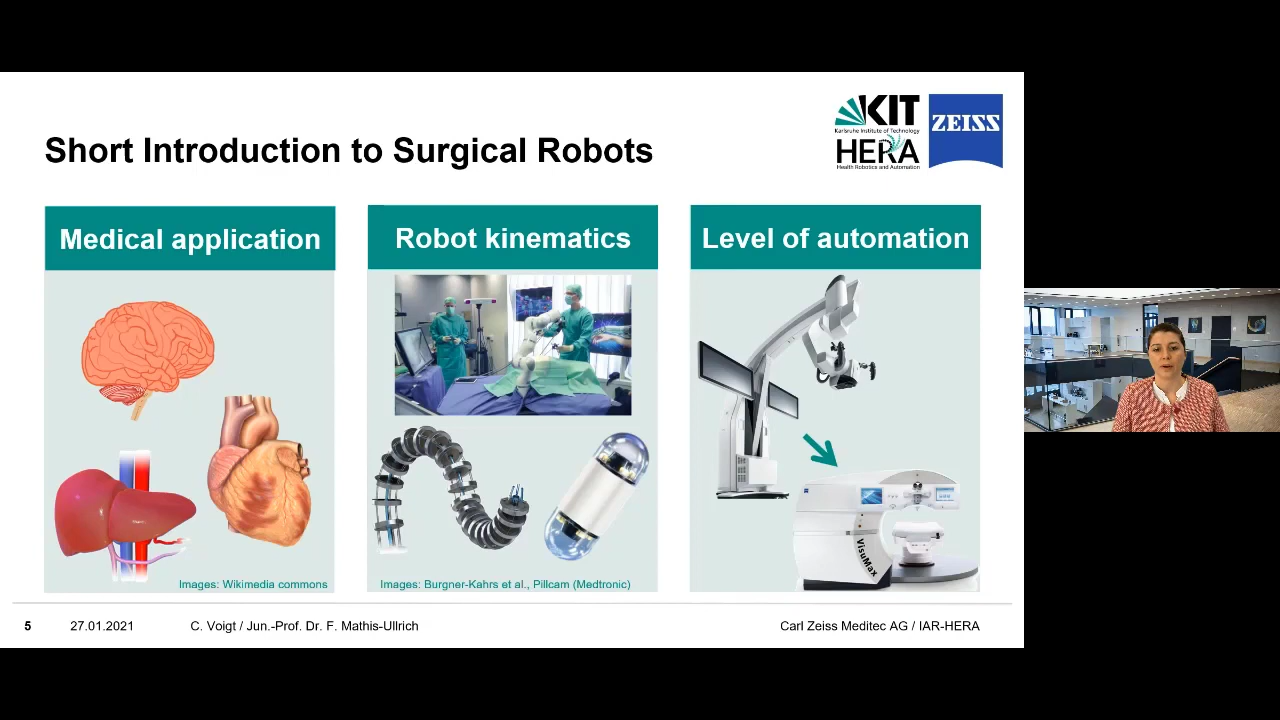 Short Introduction to Surgical Robots
KIT
Karlsruhe Institute of Technology
HERA
Health Robotics and Automation
ZEISS
Medical application
Robot kinematics
Level of automation
VisuMax
Images: Wikimedia commons
Images: Burgner-Kahrs et al., Pillcam (Medtronic)
5
27.01.2021
C. Voigt / Jun.-Prof. Dr. F. Mathis-Ullrich
Carl Zeiss Meditec AG / IAR-HERA